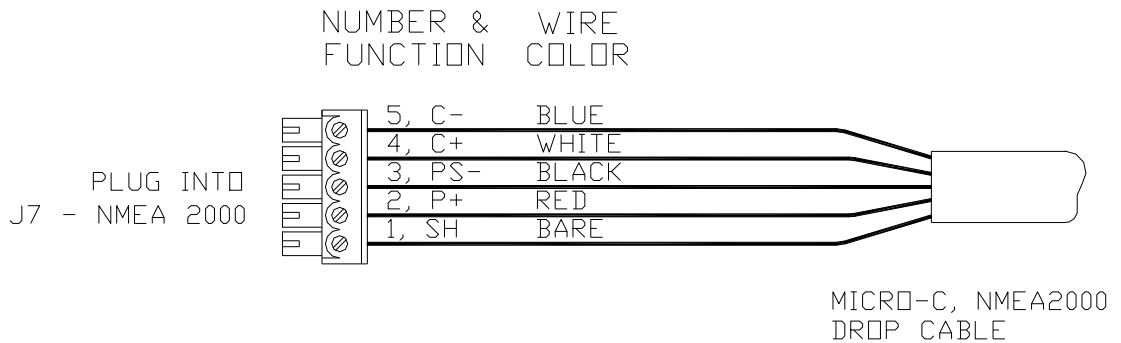 NUMBER & WIRE
FUNCTION COLOR
5, C- BLUE
4, C+ WHITE
3, PS- BLACK
2, P+ RED
1, SH BARE
PLUG INTO
J7 - NMEA 2000
MICRO-C, NMEA2000
DROP CABLE